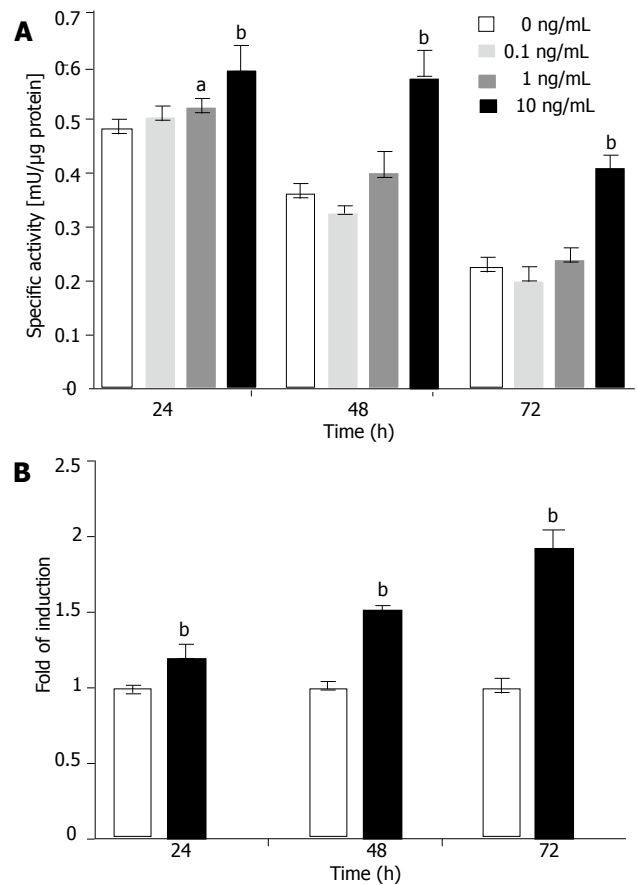 A
0.7
0.6
0.5
0.4
0.3
0.2
0.1
0
Specific activity [mU/µg protein]
0 ng/mL
0.1 ng/mL
1 ng/mL
10 ng/mL
a
b
b
b
24
48
72
Time (h)
B
2.5
2
1.5
1
0.5
0
Fold of induction
b
b
b
24
48
72
Time (h)